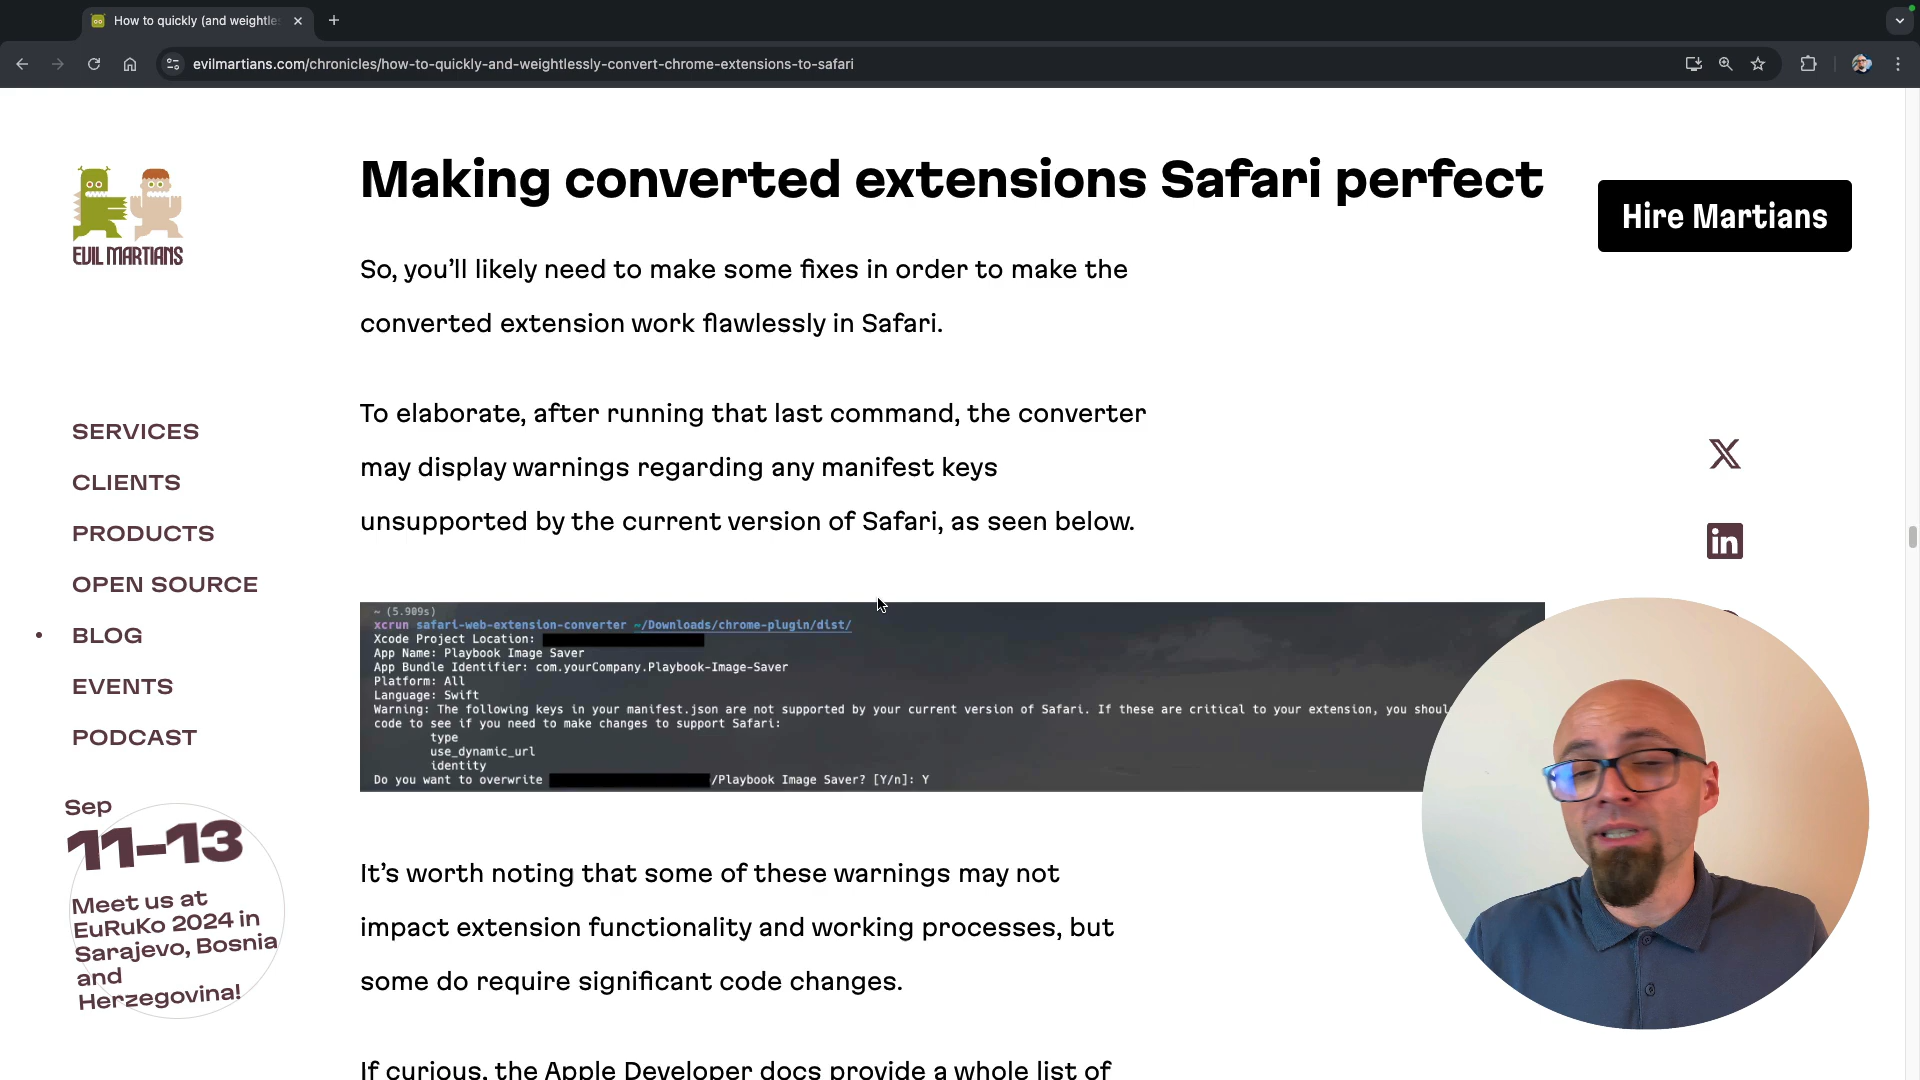 How to quickly (and weightle
evilmartians.com/chronicles/how-to-quickly-and-weightlessly-convert-chrome-extensions-to-safari
EVIL MARTIANS
Making converted extensions Safari perfect
Hire Martians
So, you’ll likely need to make some fixes in order to make the
converted extension work flawlessly in Safari.
To elaborate, after running that last command, the converter
may display warnings regarding any manifest keys
unsupported by the current version of Safari, as seen below.
SERVICES
CLIENTS
PRODUCTS
OPEN SOURCE
BLOG
EVENTS
PODCAST
~ (5.909s)
xcrun safari-web-extension-converter ~/Downloads/chrome-plugin/dist/
Xcode Project Location:
App Name: Playbook Image Saver
App Bundle Identifier: com.yourCompany.Playbook-Image-Saver
Platform: All
Language: Swift
Warning: The following keys in your manifest.json are not supported by your current version of Safari. If these are critical to your extension, you shoul
code to see if you need to make changes to support Safari:
type
use_dynamic_url
identity
Do you want to overwrite /Playbook Image Saver? [Y/n]: Y
Sep
11–13
Meet us at
EuRuKo 2024 in
Sarajevo, Bosnia
and
Herzegovina!
It’s worth noting that some of these warnings may not
impact extension functionality and working processes, but
some do require significant code changes.
If curious, the Apple Developer docs provide a whole list of